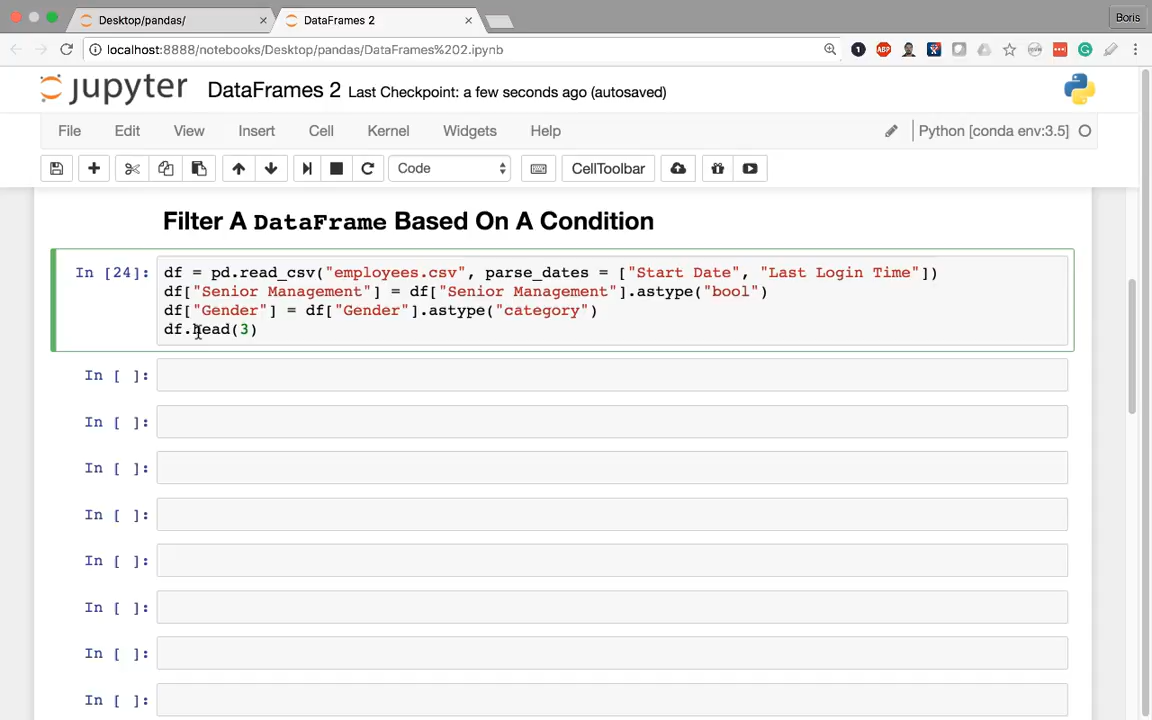 Desktop/pandas/
DataFrames 2
Boris
localhost:8888/notebooks/Desktop/pandas/DataFrames%202.ipynb
1
ABP
jupyter
DataFrames 2 Last Checkpoint: a few seconds ago (autosaved)
File Edit View Insert Cell Kernel Widgets Help
Python [conda env:3.5]
Code
CellToolbar
Filter A DataFrame Based On A Condition
In [24]: df = pd.read_csv("employees.csv", parse_dates = ["Start Date", "Last Login Time"])
df["Senior Management"] = df["Senior Management"].astype("bool")
df["Gender"] = df["Gender"].astype("category")
df.head(3)
In [ ]:
In [ ]:
In [ ]:
In [ ]:
In [ ]:
In [ ]:
In [ ]:
In [ ]: